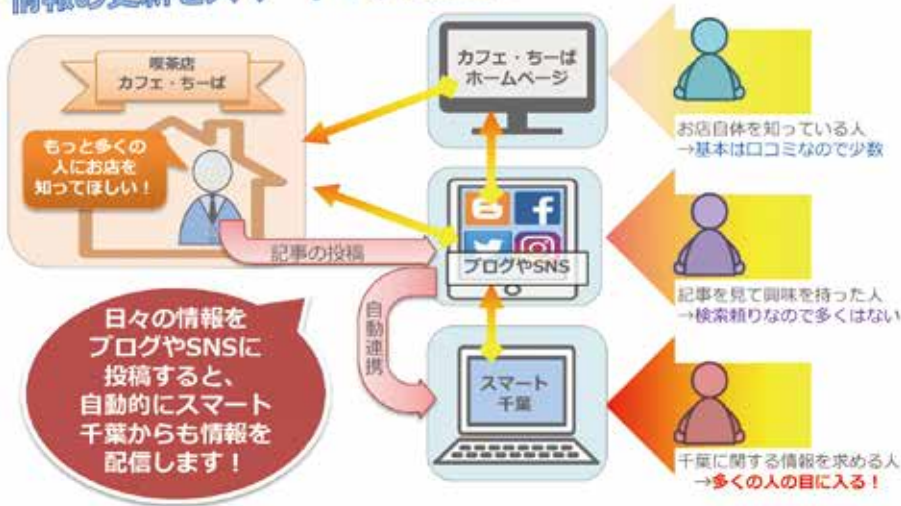 喫茶店
カフェ・ちーば
もっと多くの
人にお店を
知ってほしい！
カフェ・ちーば
ホームページ
お店自体を知っている人
→基本は口コミなので少数
記事の投稿
ブログやSNS
記事を見て興味を持った人
→検索頼りなので多くはない
自動連携
日々の情報を
ブログやSNSに
投稿すると、
自動的にスマート
千葉からも情報を
配信します！
スマート
千葉
千葉に関する情報を求める人
→多くの人の目に入る！